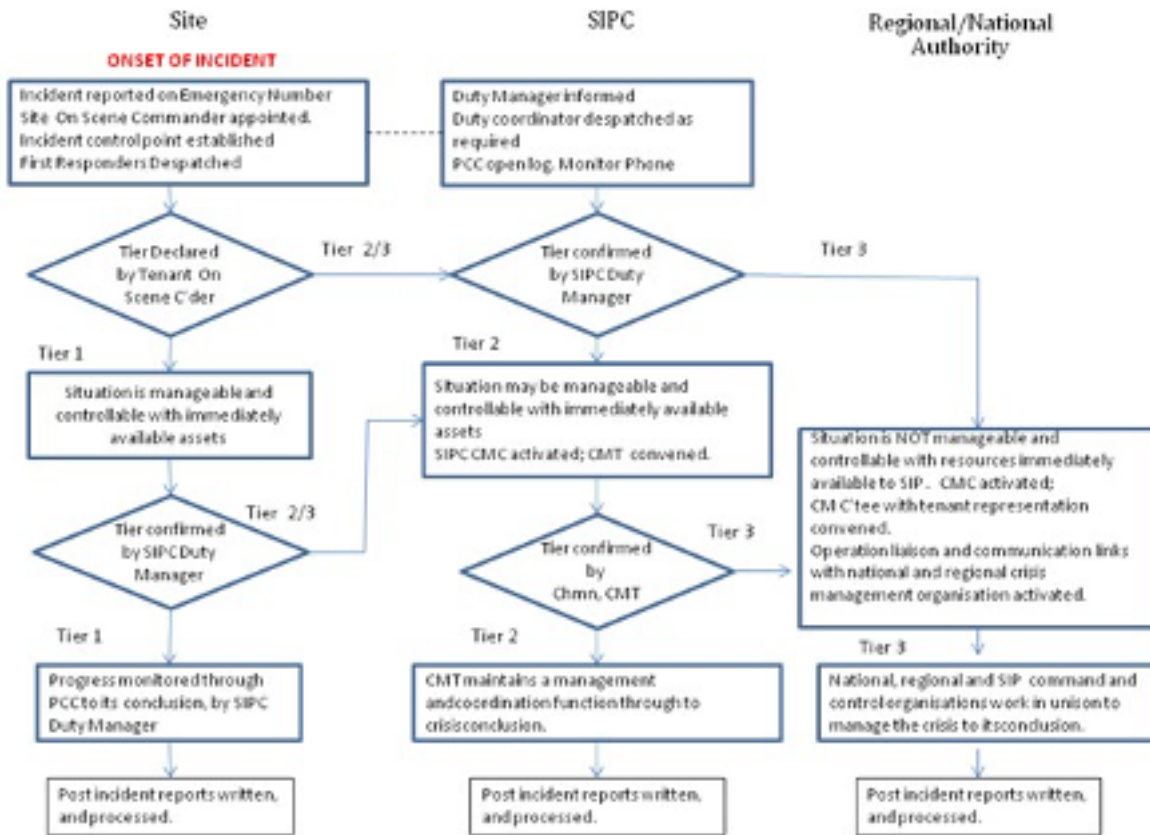 Site
SIPC
Regional/National
Authority
ONSET OF INCIDENT
Incident reported on Emergency Number
Site On Scene Commander appointed.
Incident control point established
First Responders Despatched
Duty Manager informed
Duty coordinator despatched as
required
PCC open log. Monitor Phone
Tier Declared
by Tenant On
Scene C'der
Tier 2/3
Tier confirmed
by SIPC Duty
Manager
Tier 3
Tier 1
Tier 2
Situation is manageable and
controllable with immediately
available assets
Situation may be manageable and
controllable with immediately available
assets
SIPC CMC activated; CMT convened.
Situation is NOT manageable and
controllable with resources immediately
available to SIP. CMC activated;
CM C'tee with tenant representation
convened.
Operation liaison and communication links
with national and regional crisis
management organisation activated.
Tier confirmed
by SIPC Duty
Manager
Tier 2/3
Tier confirmed
by
Chmn, CMT
Tier 3
Tier 1
Tier 2
Tier 3
Progress monitored through
PCC to its conclusion, by SIPC
Duty Manager
CMT maintains a management
and coordination function through to
crisis conclusion.
National, regional and SIP command and
control organisations work in unison to
manage the crisis to its conclusion.
Post incident reports written,
and processed.
Post incident reports written,
and processed.
Post incident reports written,
and processed.